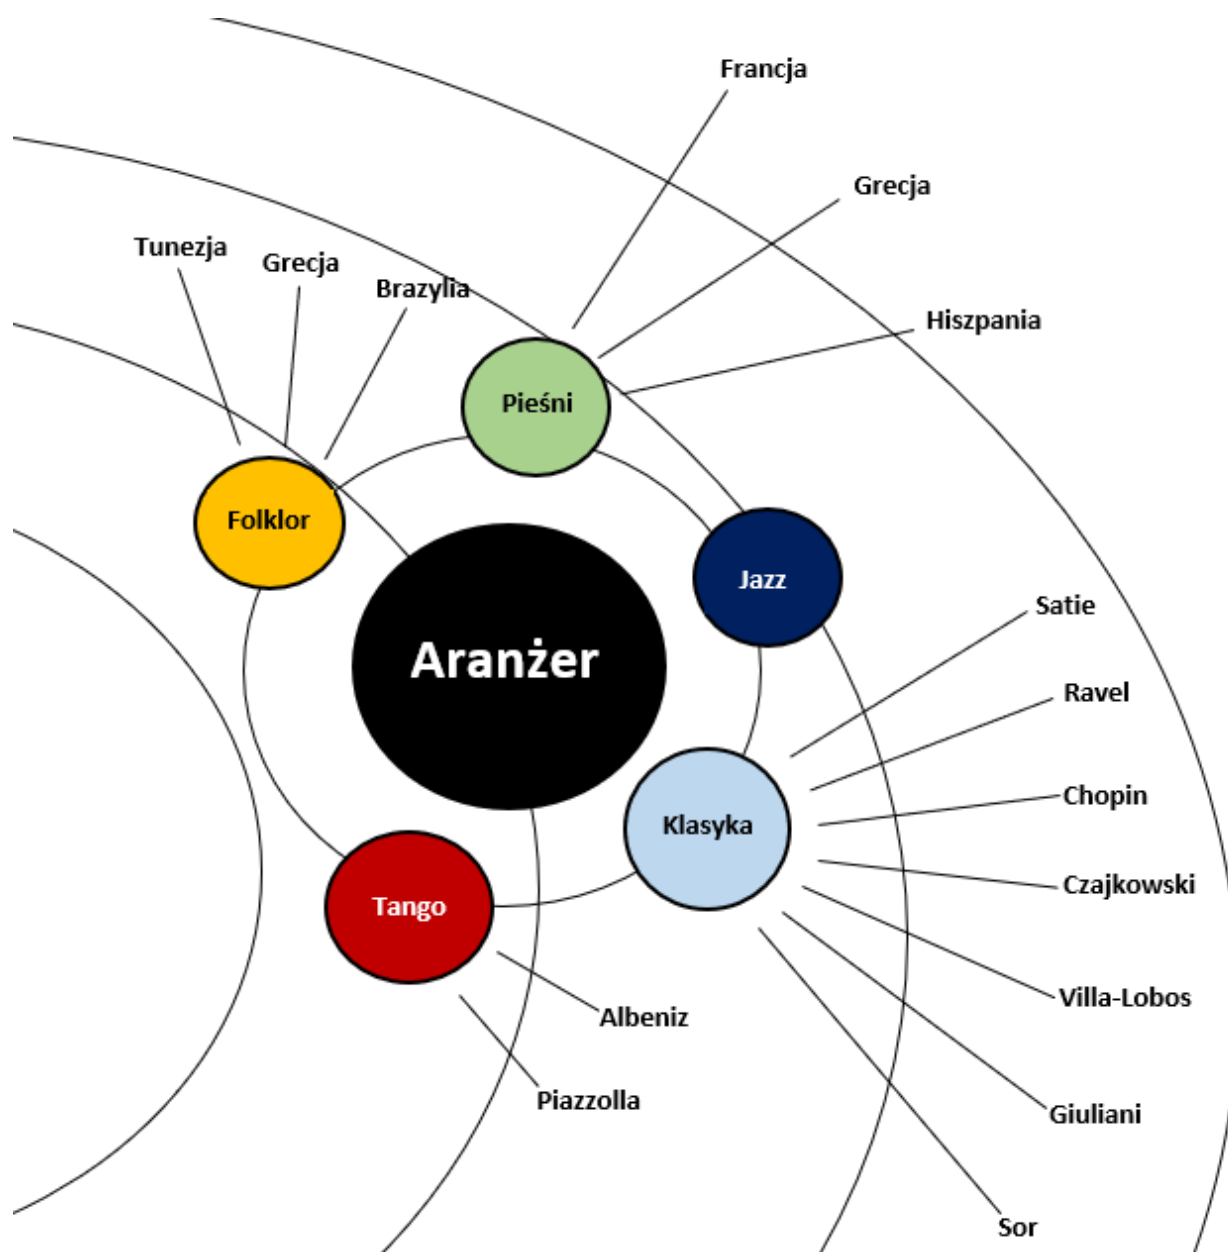 Francja
Grecja
Tunezja
Grecja
Brazylia
Hiszpania
Pieśni
Folklor
Jazz
Satie
Aranżer
Ravel
Chopin
Klasyka
Czajkowski
Tango
Villa-Lobos
Albeniz
Piazzolla
Giuliani
Sor